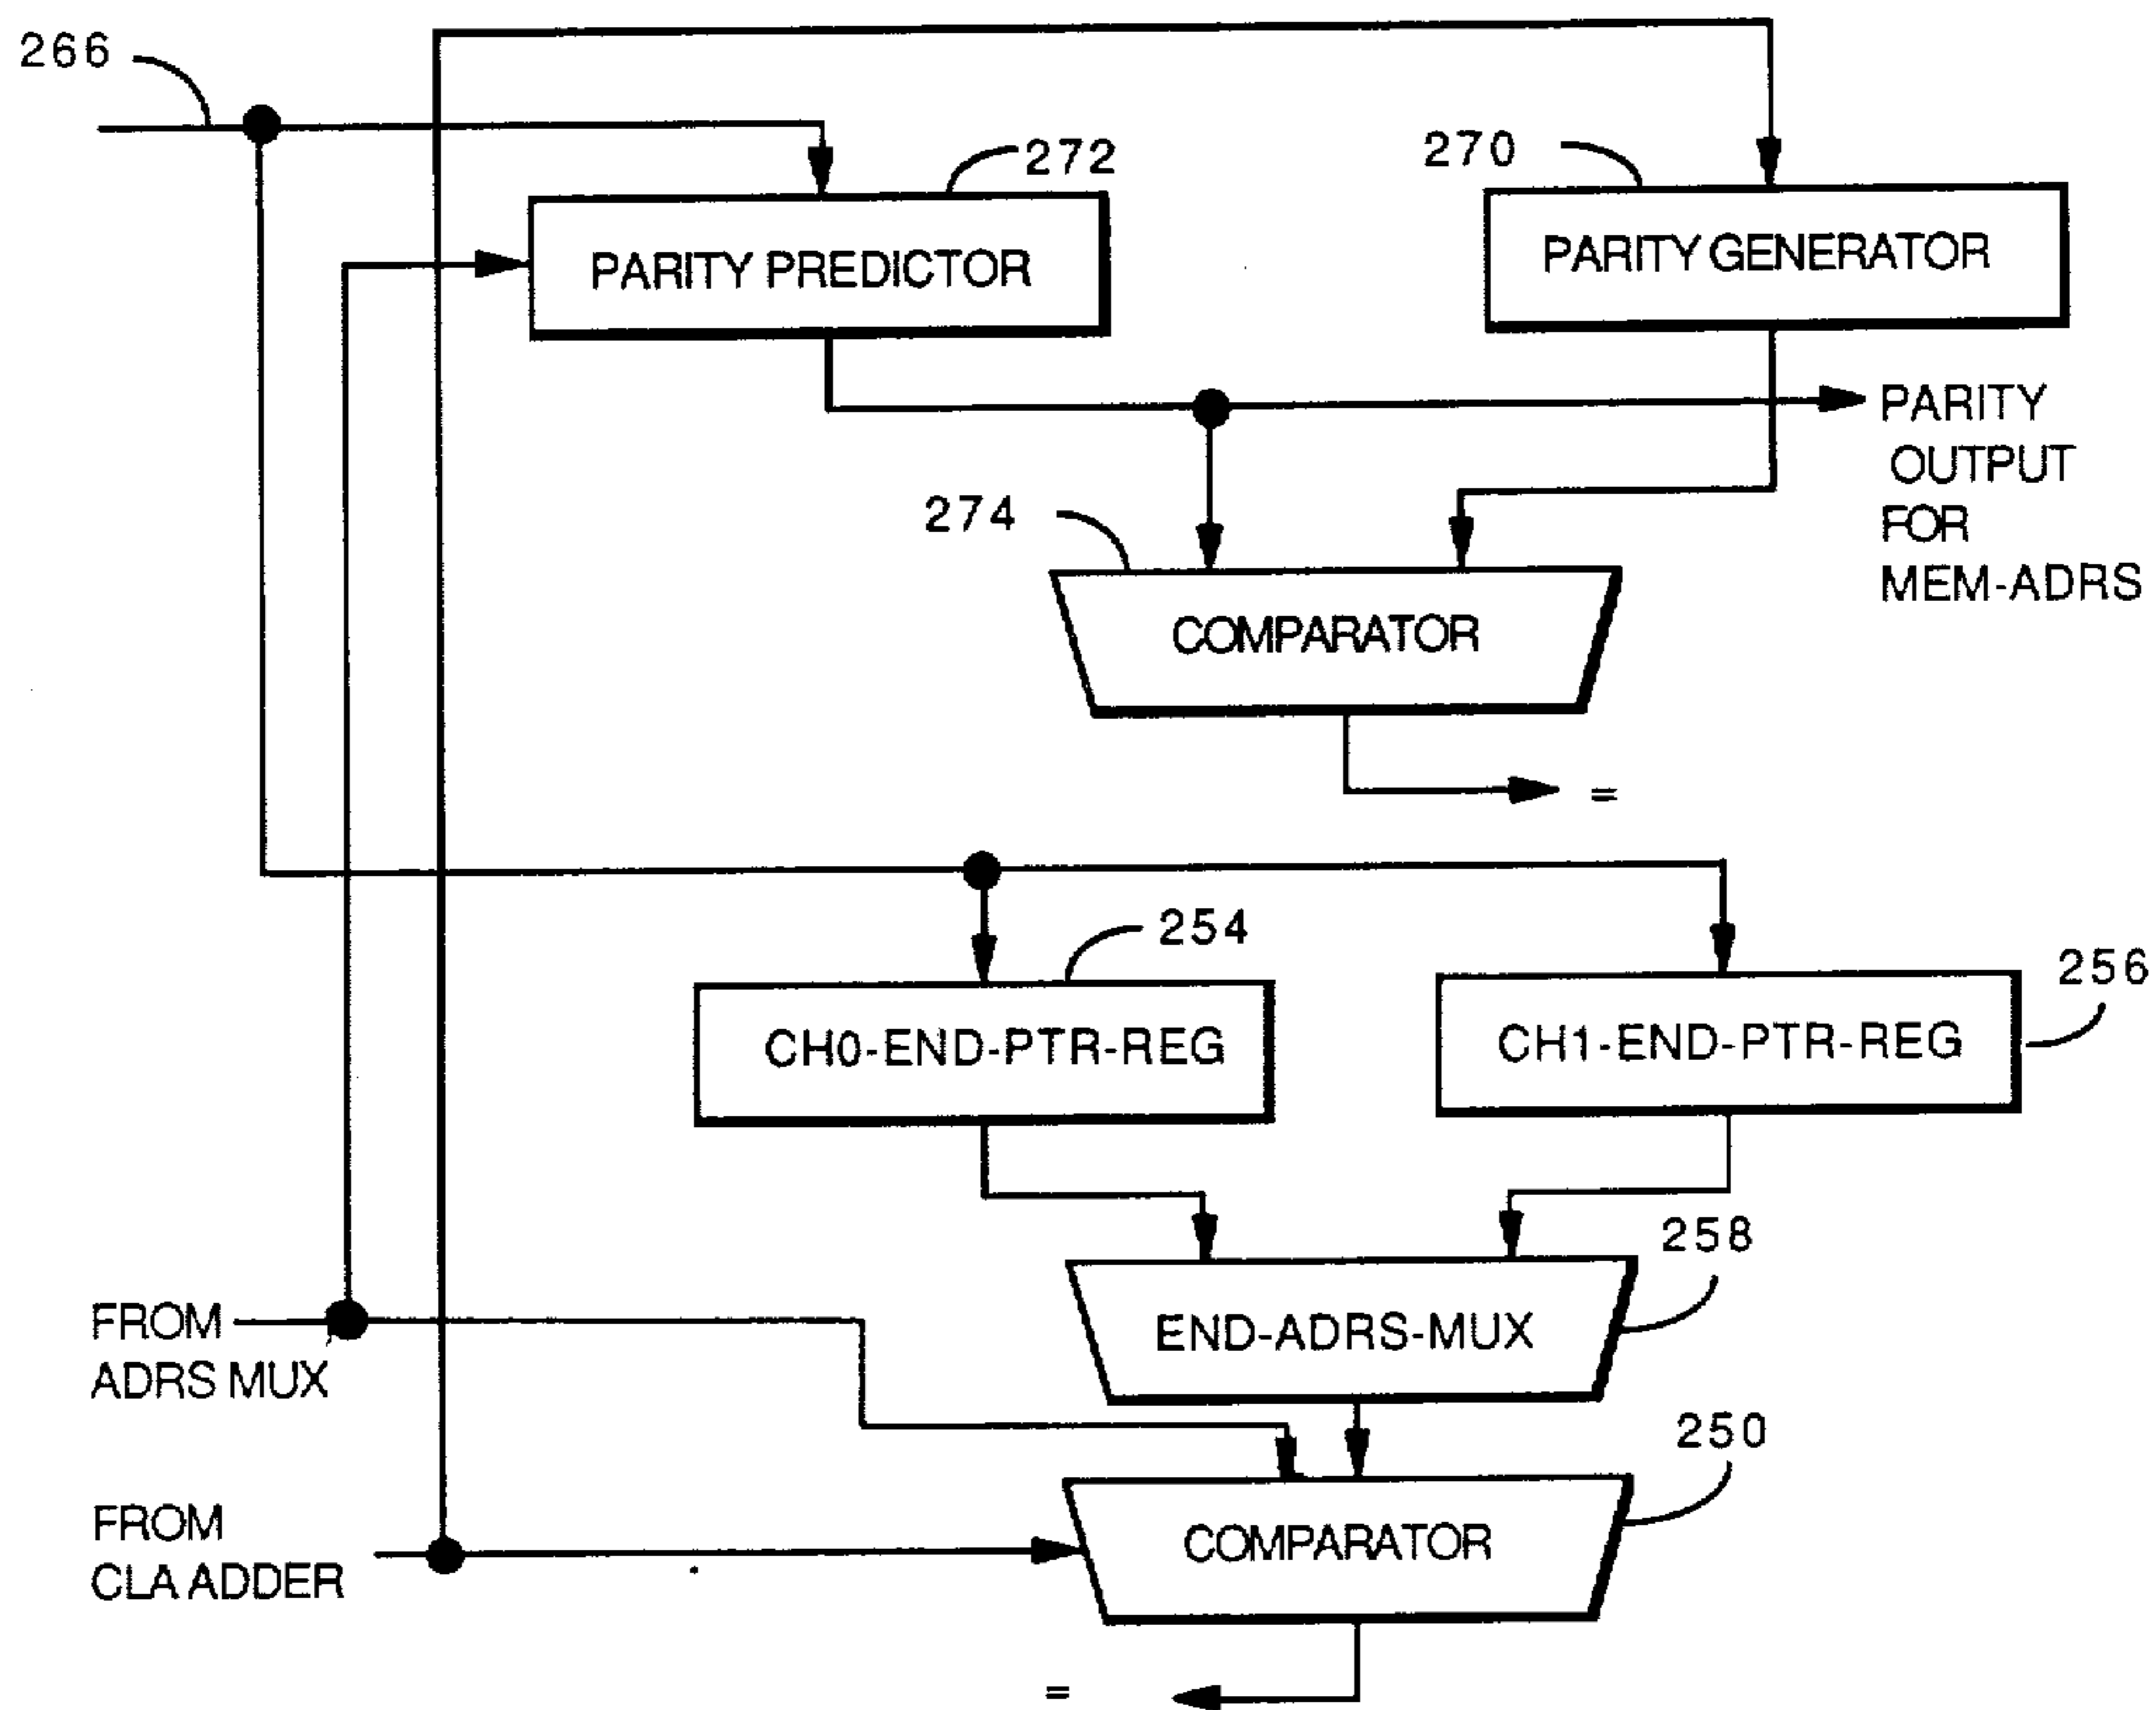 266
272
270
PARITY PREDICTOR
PARITY GENERATOR
PARITY
OUTPUT
FOR
MEM-ADRS
274
COMPARATOR
=
254
256
CH0-END-PTR-REG
CH1-END-PTR-REG
258
FROM
ADRS MUX
END-ADRS-MUX
250
FROM
CLA ADDER
COMPARATOR
=